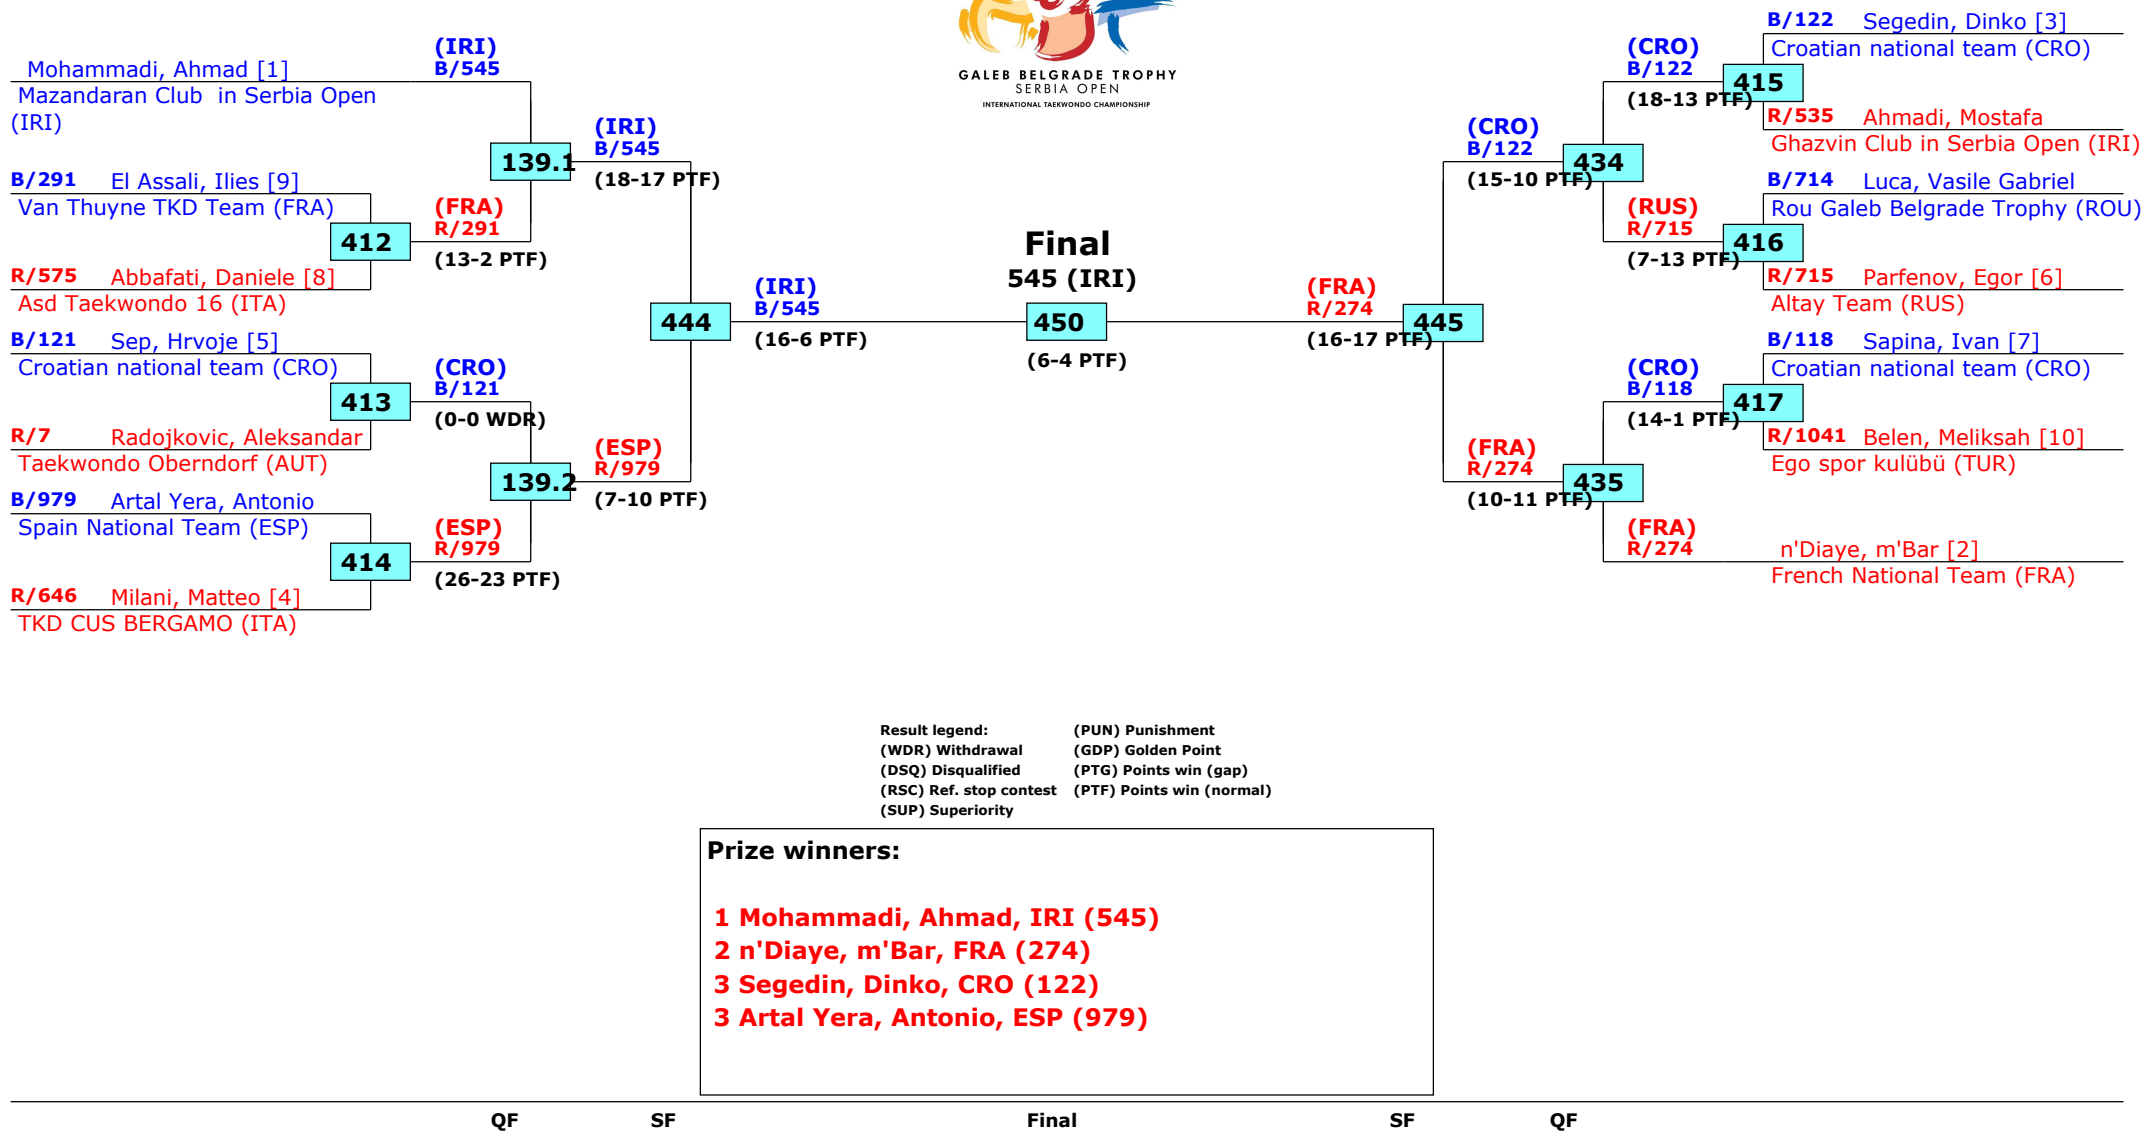 GALEB BELGRADE TROPHY
SERBIA OPEN
INTERNATIONAL TAEKWONDO CHAMPIONSHIP
Mohammadi, Ahmad [1]
Mazandaran Club in Serbia Open
(IRI)
(IRI)
B/545
B/291 El Assali, Ilies [9]
Van Thuyne TKD Team (FRA)
412
R/575 Abbafati, Daniele [8]
Asd Taekwondo 16 (ITA)
(FRA)
R/291
(13-2 PTF)
139.1
(IRI)
B/545
(18-17 PTF)
B/121 Sep, Hrvoje [5]
Croatian national team (CRO)
413
R/7 Radojkovic, Aleksandar
Taekwondo Oberndorf (AUT)
(CRO)
B/121
(0-0 WDR)
B/979 Artal Yera, Antonio
Spain National Team (ESP)
414
R/646 Milani, Matteo [4]
TKD CUS BERGAMO (ITA)
(ESP)
R/979
(26-23 PTF)
139.2
(ESP)
R/979
(7-10 PTF)
444
(IRI)
B/545
(16-6 PTF)
Final
545 (IRI)
450
(6-4 PTF)
(FRA)
R/274
(16-17 PTF)
445
(CRO)
B/122
(15-10 PTF)
434
(CRO)
B/122
(18-13 PTF)
415
B/122 Segedin, Dinko [3]
Croatian national team (CRO)
R/535 Ahmadi, Mostafa
Ghazvin Club in Serbia Open (IRI)
(RUS)
R/715
(7-13 PTF)
416
B/714 Luca, Vasile Gabriel
Rou Galeb Belgrade Trophy (ROU)
R/715 Parfenov, Egor [6]
Altay Team (RUS)
(FRA)
R/274
(10-11 PTF)
435
(CRO)
B/118
(14-1 PTF)
417
B/118 Sapina, Ivan [7]
Croatian national team (CRO)
R/1041 Belen, Meliksah [10]
Ego spor kulübü (TUR)
(FRA)
R/274
n'Diaye, m'Bar [2]
French National Team (FRA)
Result legend: (PUN) Punishment
(WDR) Withdrawal (GDP) Golden Point
(DSQ) Disqualified (PTG) Points win (gap)
(RSC) Ref. stop contest (PTF) Points win (normal)
(SUP) Superiority
Prize winners:
1 Mohammadi, Ahmad, IRI (545)
2 n'Diaye, m'Bar, FRA (274)
3 Segedin, Dinko, CRO (122)
3 Artal Yera, Antonio, ESP (979)
QF SF Final SF QF